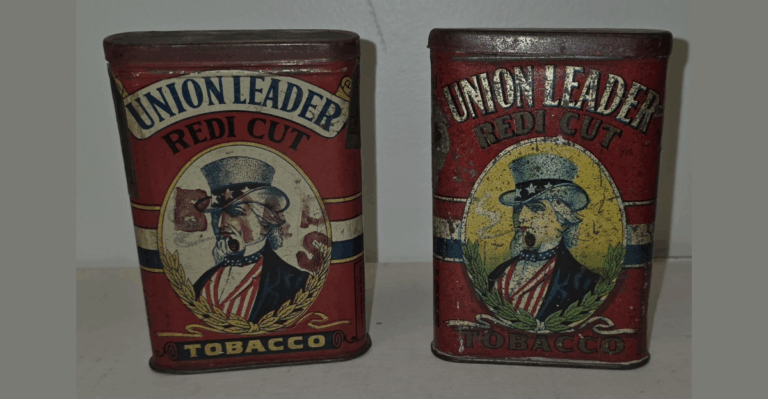 UNION LEADER
REDI CUT
TOBACCO
UNION LEADER
REDI CUT
TOBACCO